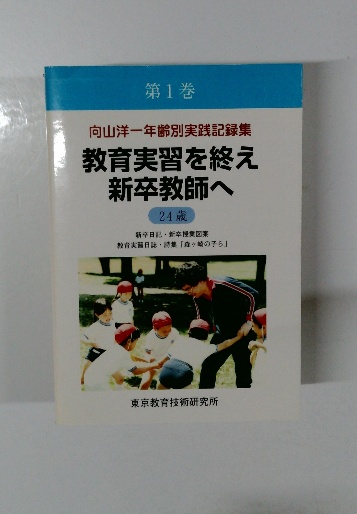 第1巻
向山洋一年齢別実践記録集
教育実習を終え
新卒教師へ
24歳
新卒日記・新卒授業図案
教育実習日誌・詩集「森ヶ崎の子ら」
東京教育技術研究所